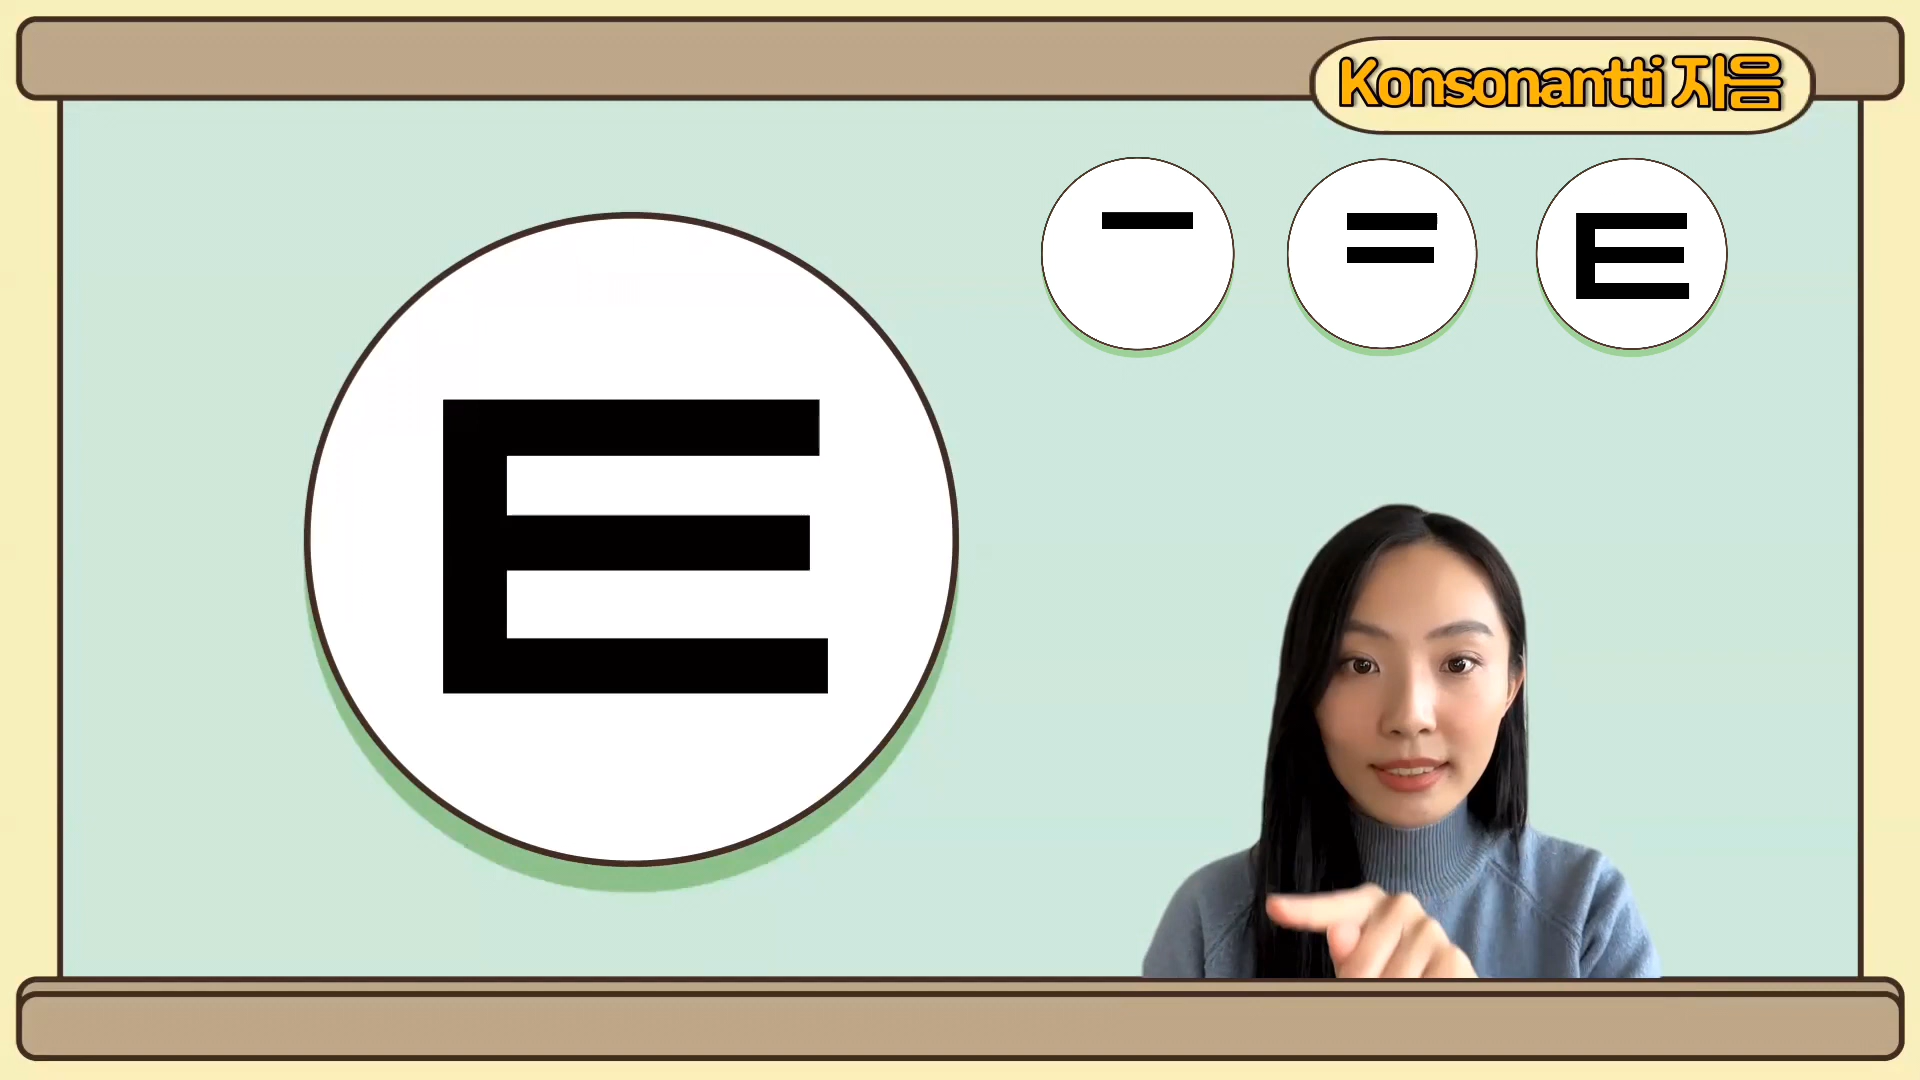 Konsonantti 자음
ㅌ
ㅡ
=
ㅌ